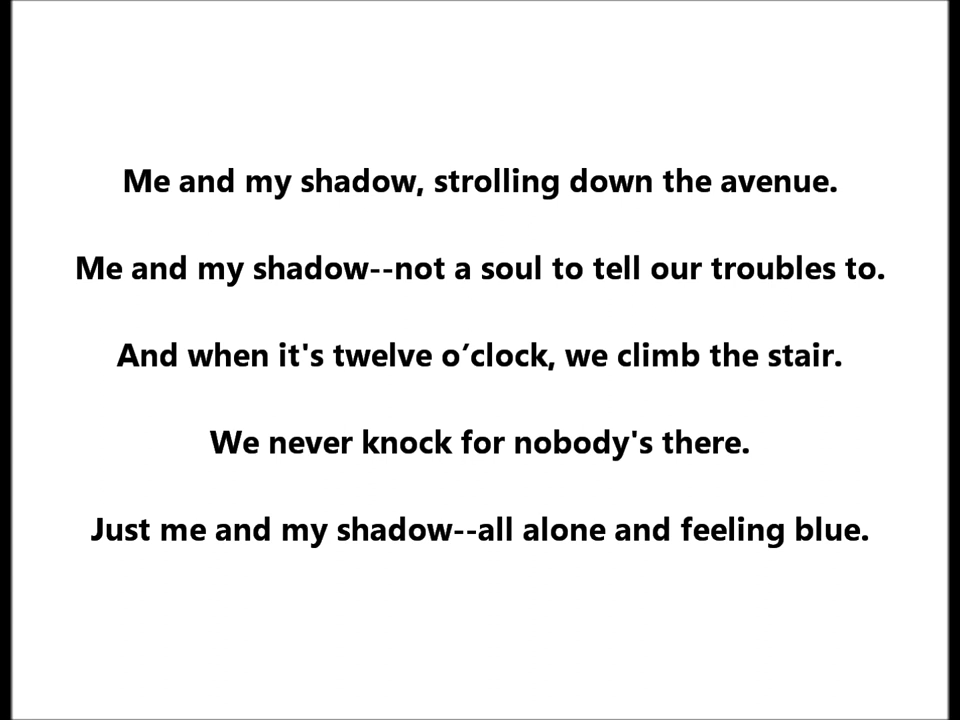 Me and my shadow, strolling down the avenue.
Me and my shadow--not a soul to tell our troubles to.
And when it's twelve o’clock, we climb the stair.
We never knock for nobody's there.
Just me and my shadow--all alone and feeling blue.